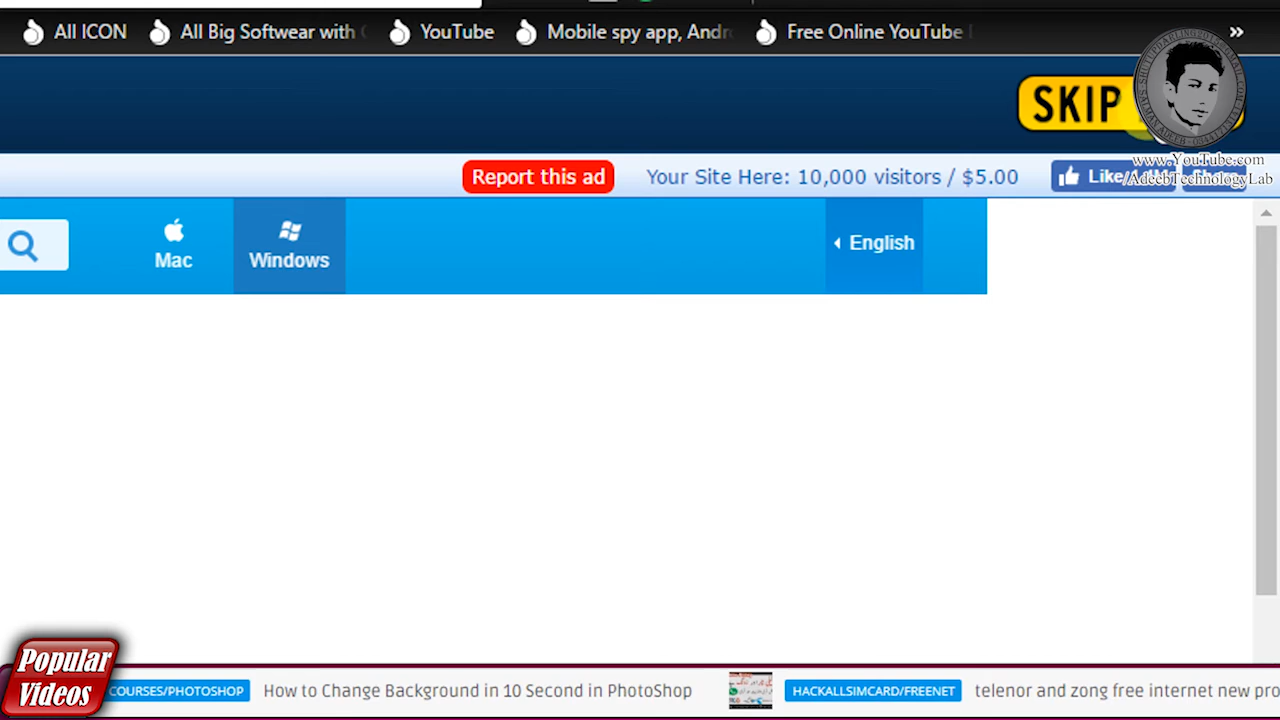 All ICON
All Big Softwear with
YouTube
Mobile spy app, Andr
Free Online YouTube
SKIP
www.YouTube.com
/AdeebTechnologyLab
Report this ad
Your Site Here: 10,000 visitors / $5.00
Like
Mac
Windows
English
Popular
Videos
COURSES/PHOTOSHOP
How to Change Background in 10 Second in PhotoShop
HACKALLSIMCARD/FREENET
telenor and zong free internet new pro